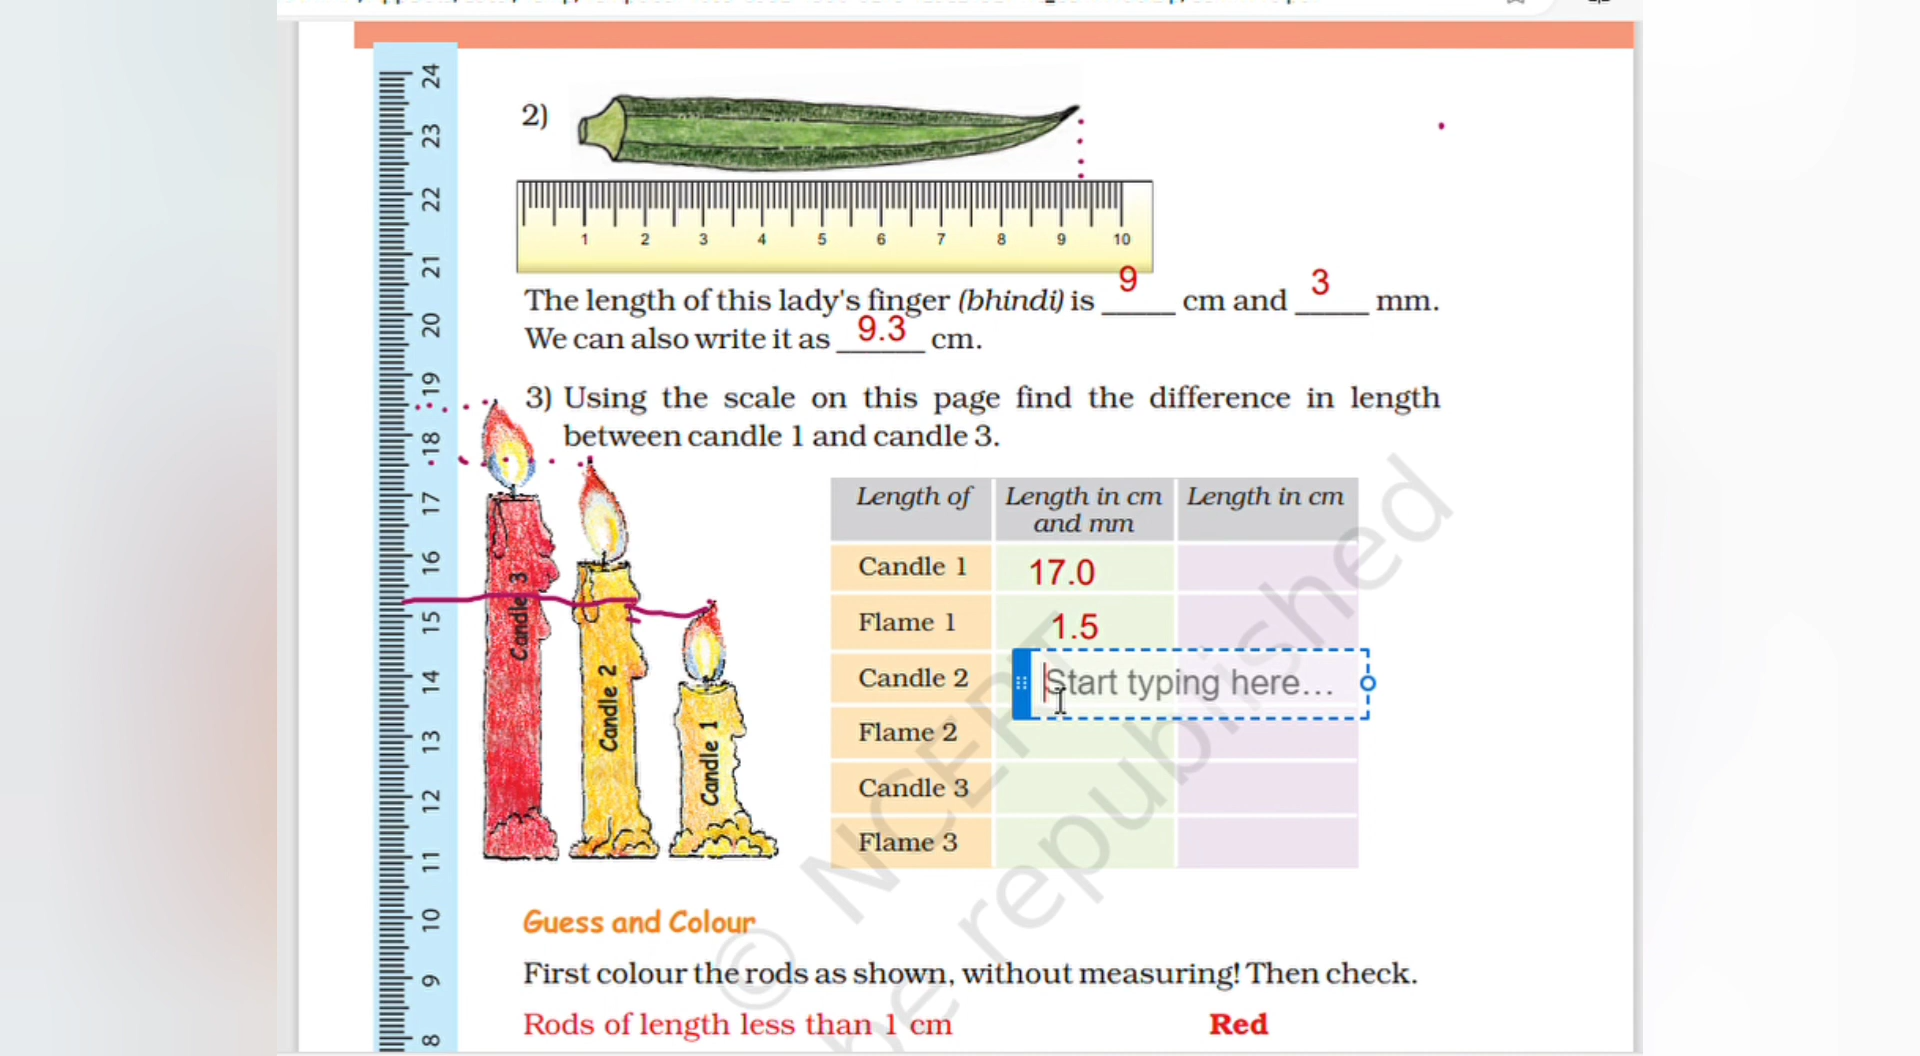 24
23
22
21
20
19
18
17
16
15
14
13
12
11
10
9
8
2)
1 2 3 4 5 6 7 8 9 10
The length of this lady's finger (bhindi) is 9 cm and 3 mm.
We can also write it as 9.3 cm.
3) Using the scale on this page find the difference in length
between candle 1 and candle 3.
Candle 3
Candle 2
Candle 1
Length of Length in cm and mm Length in cm
Candle 1 17.0
Flame 1 1.5
Candle 2 Start typing here...
Flame 2
Candle 3
Flame 3
Guess and Colour
First colour the rods as shown, without measuring! Then check.
Rods of length less than 1 cm Red
© NCERT
be republished